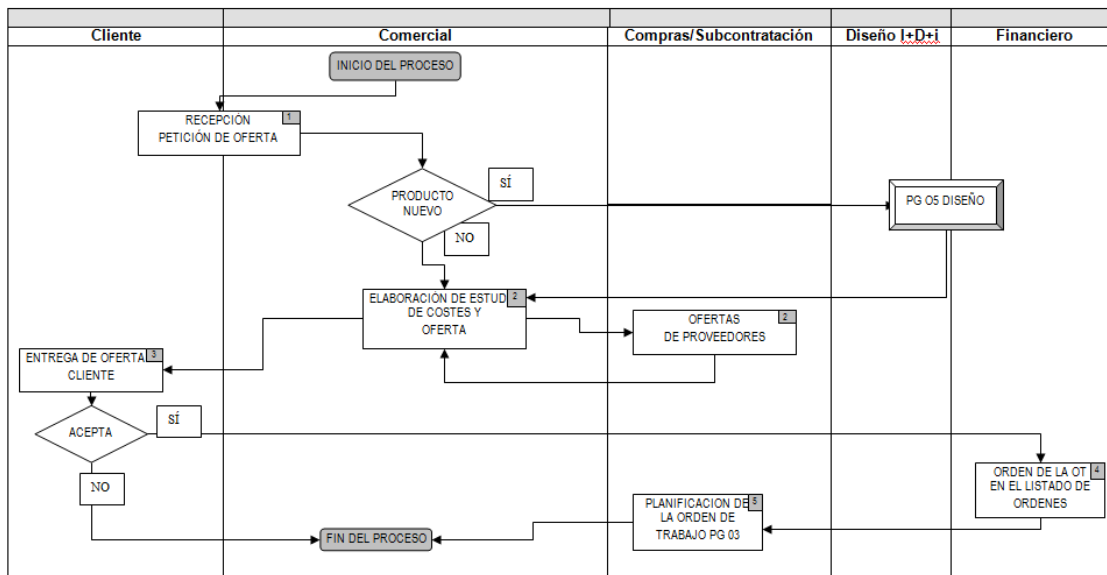 Cliente
Comercial
Compras/Subcontratación
Diseño I+D+i
Financiero
INICIO DEL PROCESO
RECEPCIÓN
PETICIÓN DE OFERTA
1
PRODUCTO
NUEVO
SÍ
NO
PG O5 DISEÑO
ELABORACIÓN DE ESTUD
DE COSTES Y
OFERTA
2
OFERTAS
DE PROVEEDORES
2
ENTREGA DE OFERTA
CLIENTE
3
ACEPTA
SÍ
NO
ORDEN DE LA OT
EN EL LISTADO DE
ORDENES
4
PLANIFICACION DE
LA ORDEN DE
TRABAJO PG 03
5
FIN DEL PROCESO